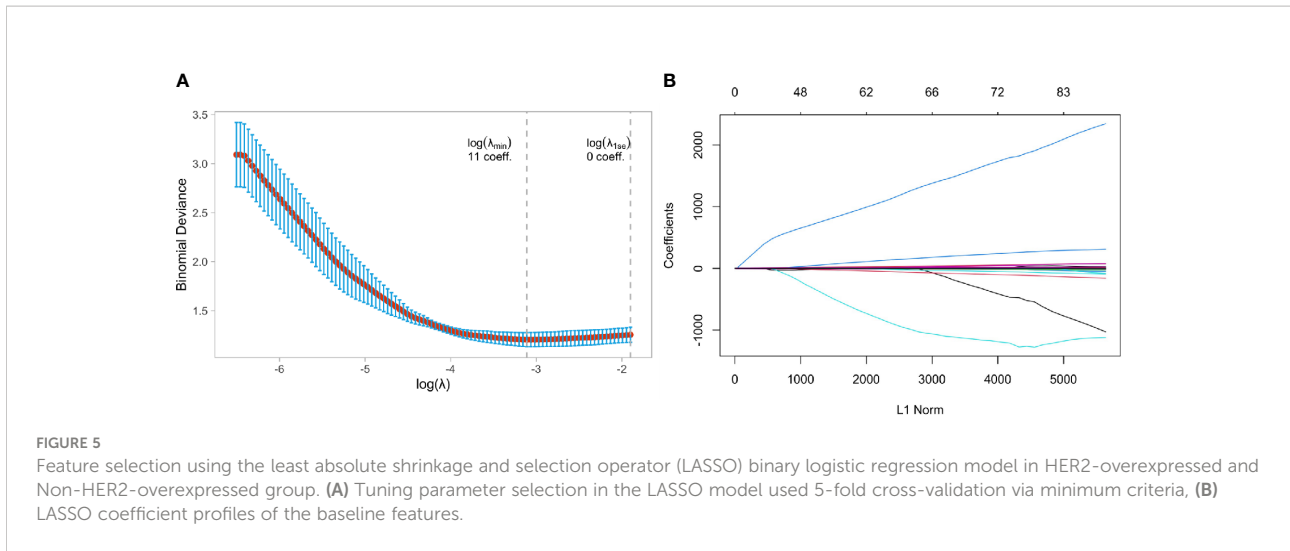 A
3.5
3.0
2.5
2.0
1.5
Binomial Deviance
log(λmin)
11 coeff.
log(λ1se)
0 coeff.
-6
-5
-4
-3
-2
log(λ)
B
0
48
62
66
72
83
2000
1000
0
-1000
Coefficients
0
1000
2000
3000
4000
5000
L1 Norm
FIGURE 5
Feature selection using the least absolute shrinkage and selection operator (LASSO) binary logistic regression model in HER2-overexpressed and
Non-HER2-overexpressed group. (A) Tuning parameter selection in the LASSO model used 5-fold cross-validation via minimum criteria, (B)
LASSO coefficient profiles of the baseline features.